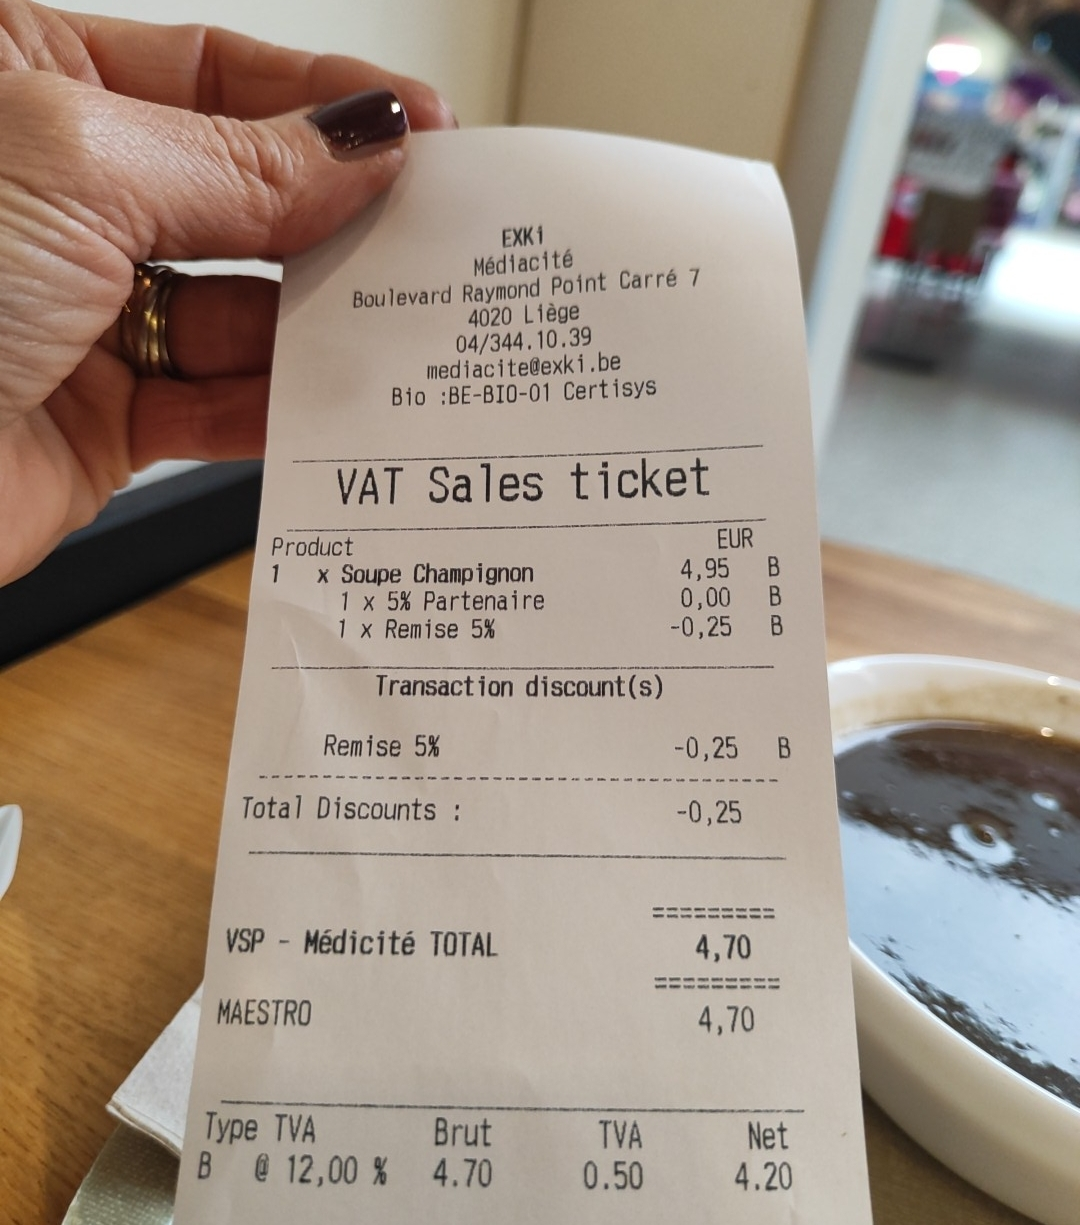 EXKi
Médiacité
Boulevard Raymond Point Carré 7
4020 Liège
04/344.10.39
mediacite@exki.be
Bio :BE-BIO-01 Certisys
VAT Sales ticket
Product EUR
1 x Soupe Champignon 4,95 B
1 x 5% Partenaire 0,00 B
1 x Remise 5% -0,25 B
Transaction discount(s)
Remise 5% -0,25 B
Total Discounts : -0,25
=========
VSP - Médicité TOTAL 4,70
=========
MAESTRO 4,70
Type TVA Brut TVA Net
B @ 12,00 % 4.70 0.50 4.20